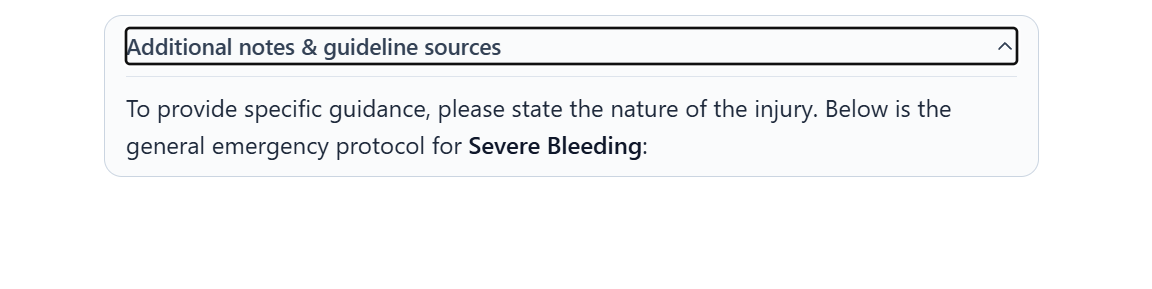 Additional notes & guideline sources
To provide specific guidance, please state the nature of the injury. Below is the
general emergency protocol for Severe Bleeding: